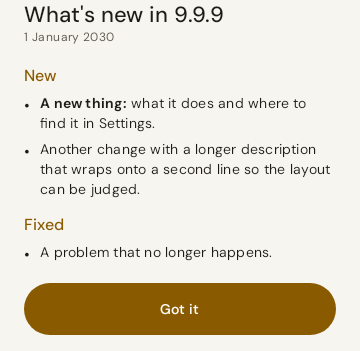 What's new in 9.9.9
1 January 2030
New
• A new thing: what it does and where to
find it in Settings.
• Another change with a longer description
that wraps onto a second line so the layout
can be judged.
Fixed
• A problem that no longer happens.
Got it